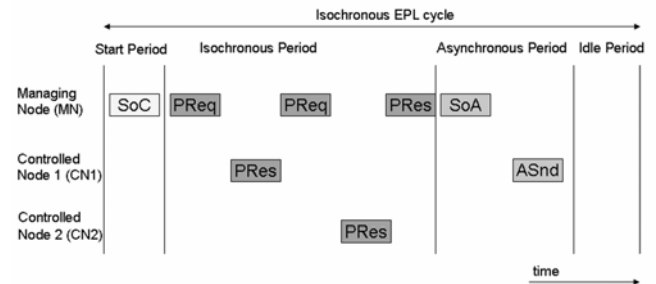 Isochronous EPL cycle
Start Period Isochronous Period Asynchronous Period Idle Period
Managing
Node (MN) SoC PReq PReq PRes SoA
Controlled
Node 1 (CN1) PRes ASnd
Controlled
Node 2 (CN2) PRes
time